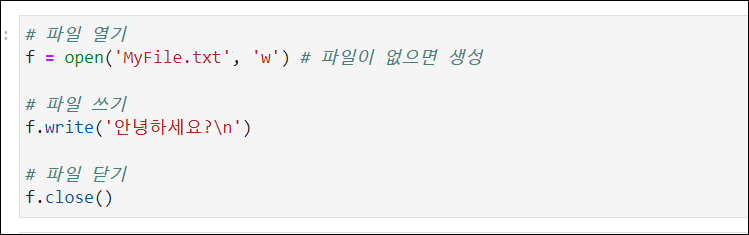 :
# 파일 열기
f = open('MyFile.txt', 'w') # 파일이 없으면 생성
# 파일 쓰기
f.write('안녕하세요?\n')
# 파일 닫기
f.close()